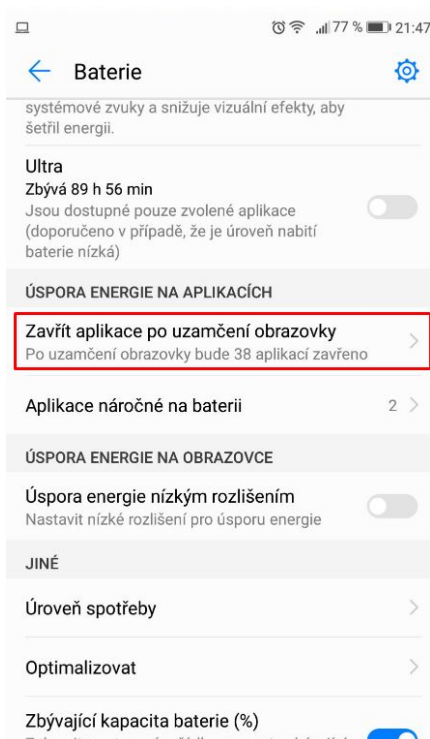 77 % 21:47
Baterie
systémové zvuky a snižuje vizuální efekty, aby
šetřil energii.
Ultra
Zbývá 89 h 56 min
Jsou dostupné pouze zvolené aplikace
(doporučeno v případě, že je úroveň nabití
baterie nízká)
ÚSPORA ENERGIE NA APLIKACÍCH
Zavřít aplikace po uzamčení obrazovky
Po uzamčení obrazovky bude 38 aplikací zavřeno
Aplikace náročné na baterii 2
ÚSPORA ENERGIE NA OBRAZOVCE
Úspora energie nízkým rozlišením
Nastavit nízké rozlišení pro úsporu energie
JINÉ
Úroveň spotřeby
Optimalizovat
Zbývající kapacita baterie (%)